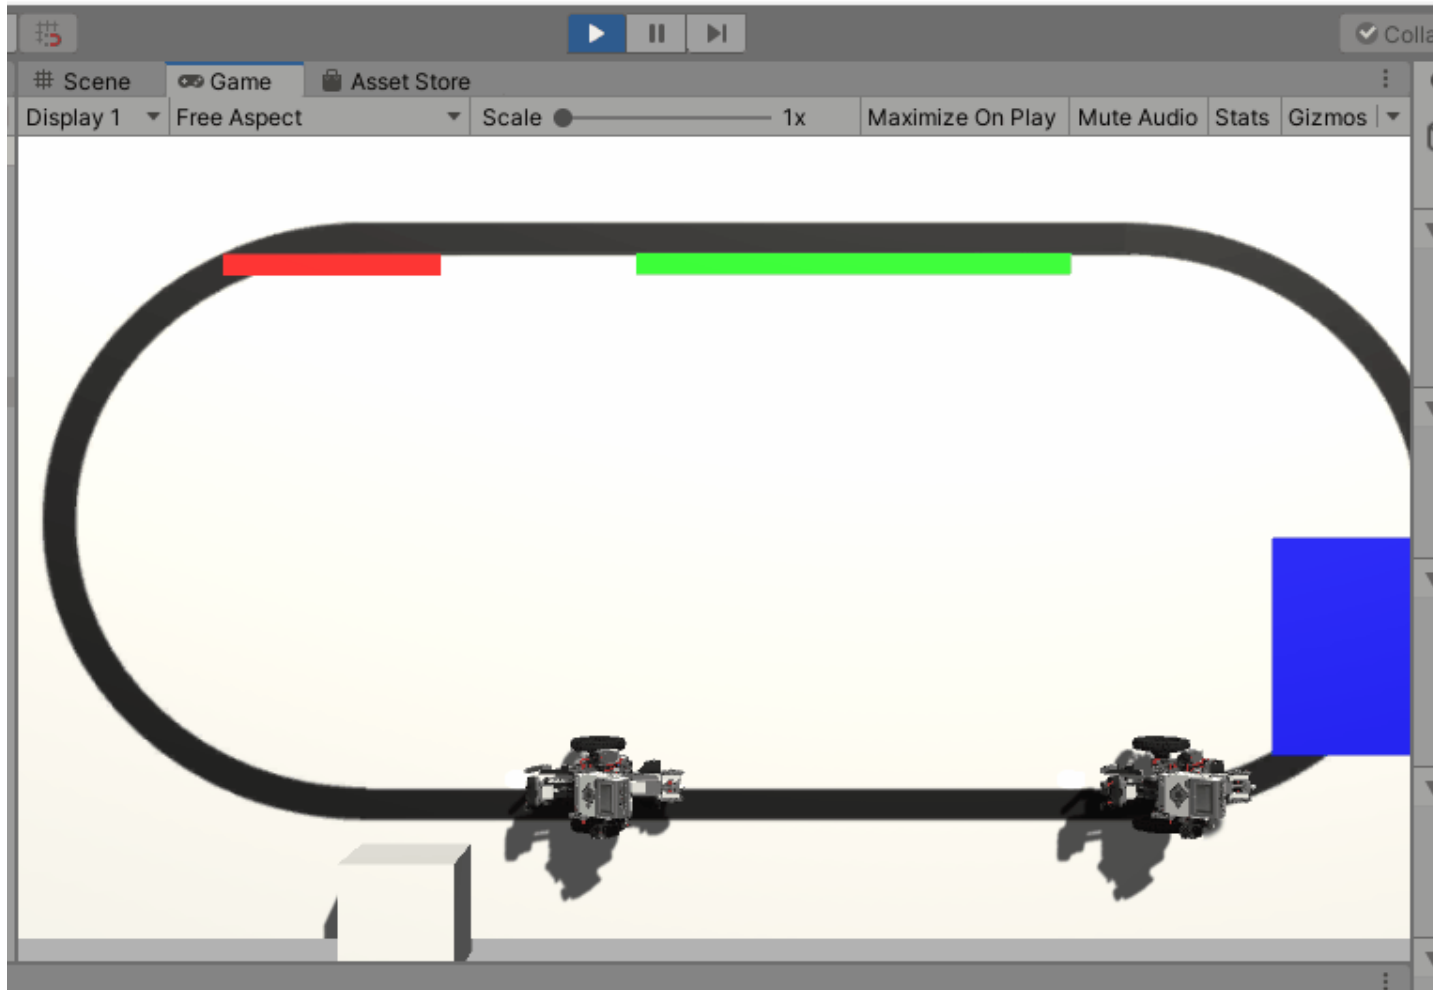 Colla
Scene Game Asset Store
Display 1 Free Aspect Scale 1x Maximize On Play Mute Audio Stats Gizmos